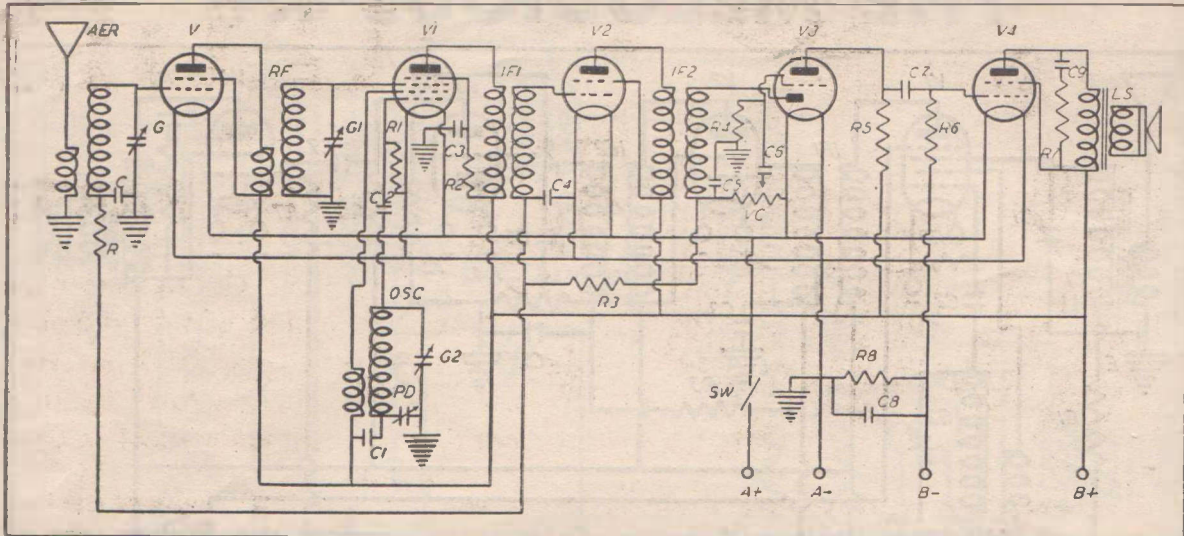 AER
V
V1
V2
V3
V4
RF
IF1
IF2
C9
LS
G
G1
R1
C3
R4
C7
C6
R5
R6
C
C2
R2
C4
C5
VC
R
R3
OSC
G2
PD
C1
SW
R8
C8
A+
A-
B-
B+